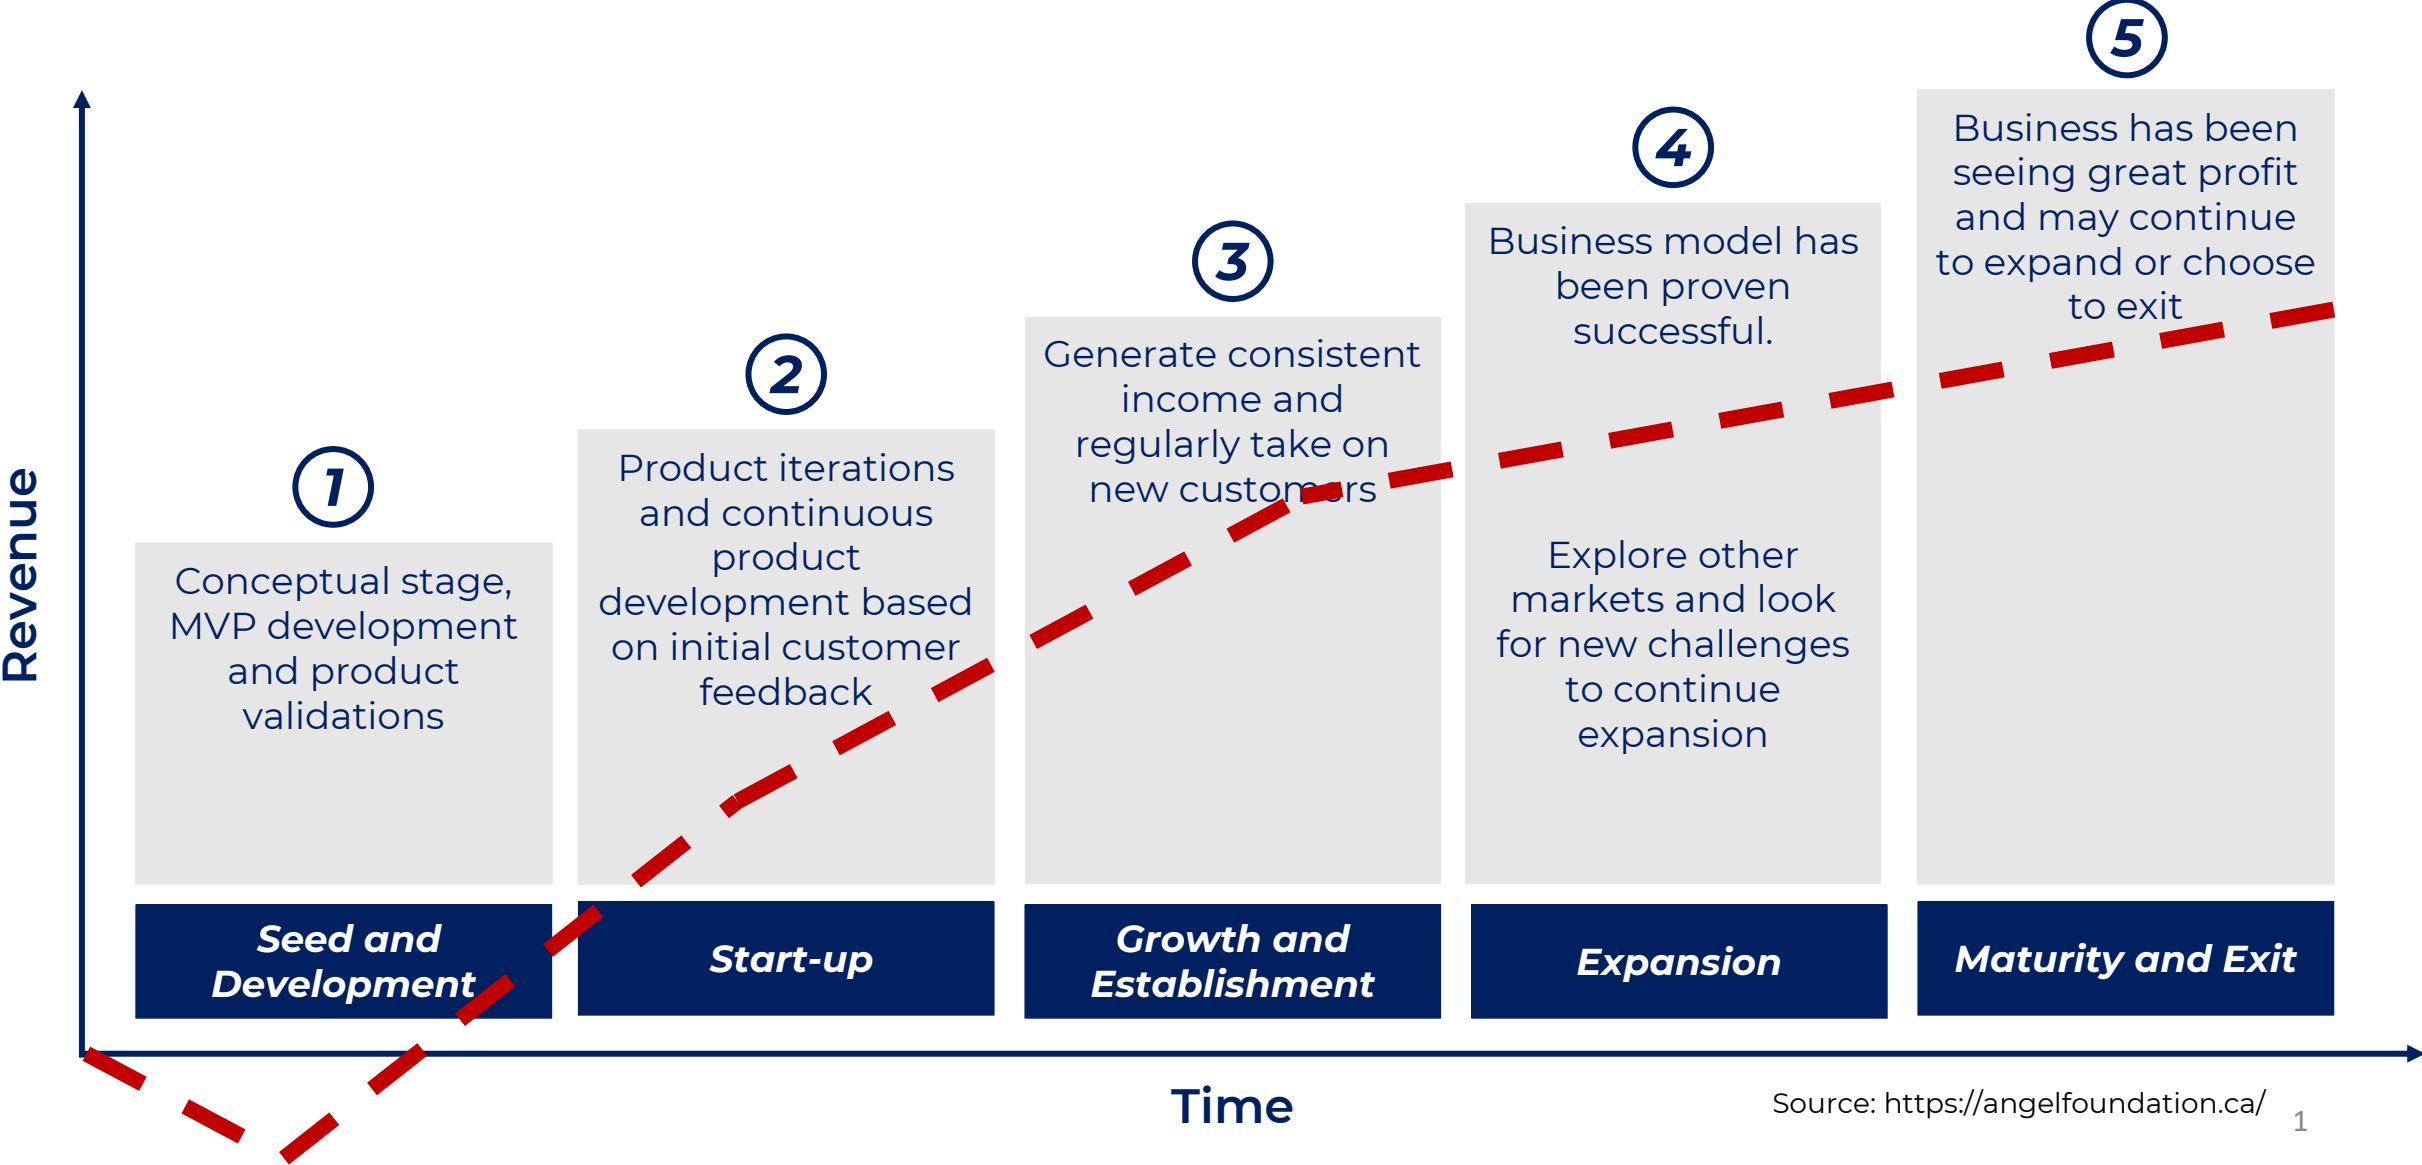 5
4
3
2
1
Business has been
seeing great profit
and may continue
to expand or choose
to exit
Business model has
been proven
successful.
Explore other
markets and look
for new challenges
to continue
expansion
Generate consistent
income and
regularly take on
new customers
Product iterations
and continuous
product
development based
on initial customer
feedback
Conceptual stage,
MVP development
and product
validations
Revenue
Seed and
Development
Start-up
Growth and
Establishment
Expansion
Maturity and Exit
Time
Source: https://angelfoundation.ca/
1